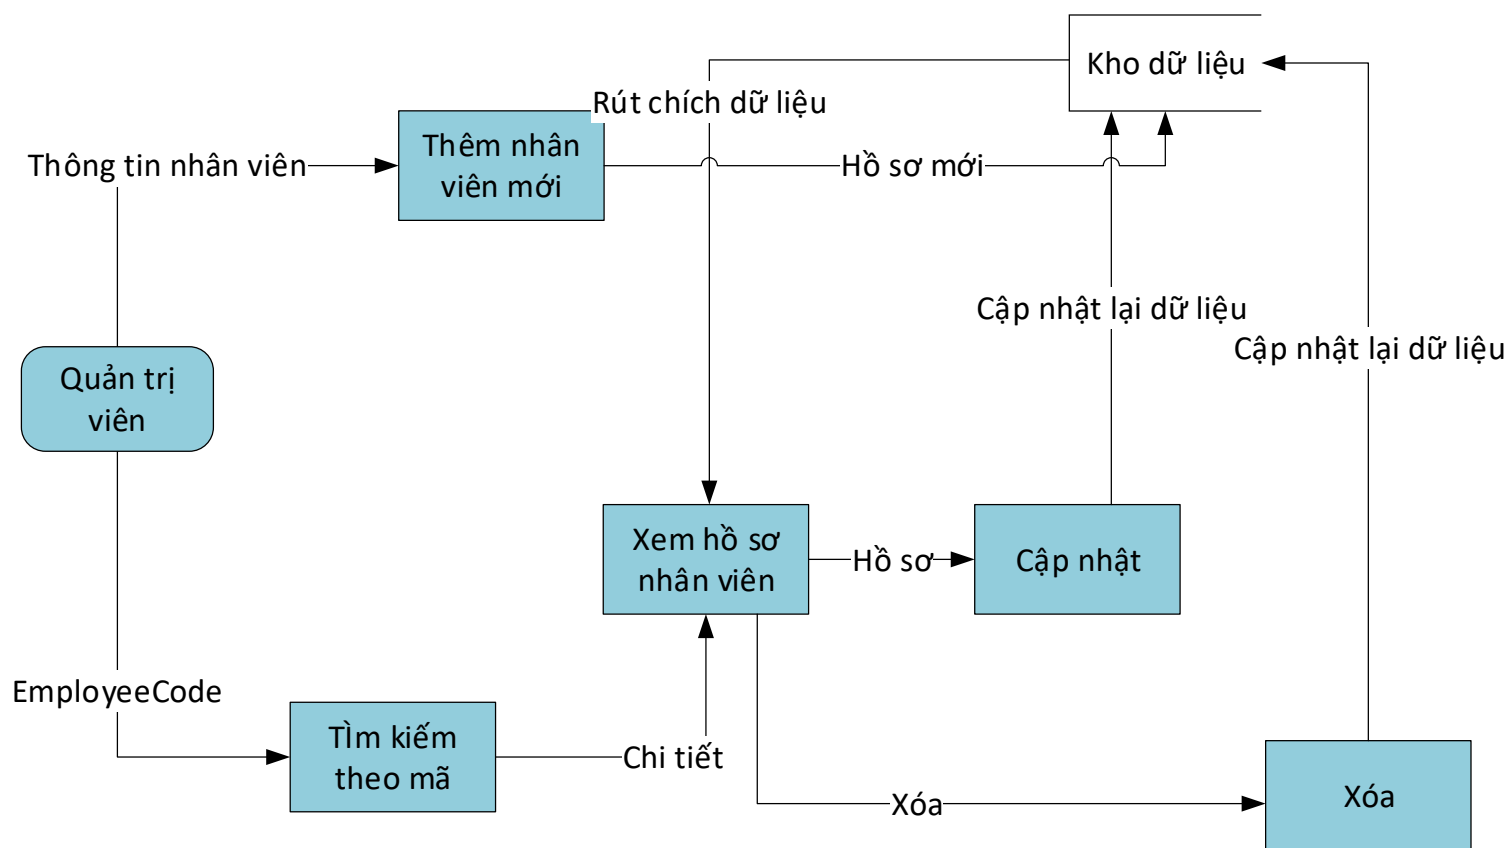 Kho dữ liệu
Rút chích dữ liệu
Thêm nhân
viên mới
Thông tin nhân viên
Hồ sơ mới
Cập nhật lại dữ liệu
Cập nhật lại dữ liệu
Quản trị
viên
Xem hồ sơ
nhân viên
Hồ sơ
Cập nhật
EmployeeCode
TÌm kiếm
theo mã
Chi tiết
Xóa
Xóa